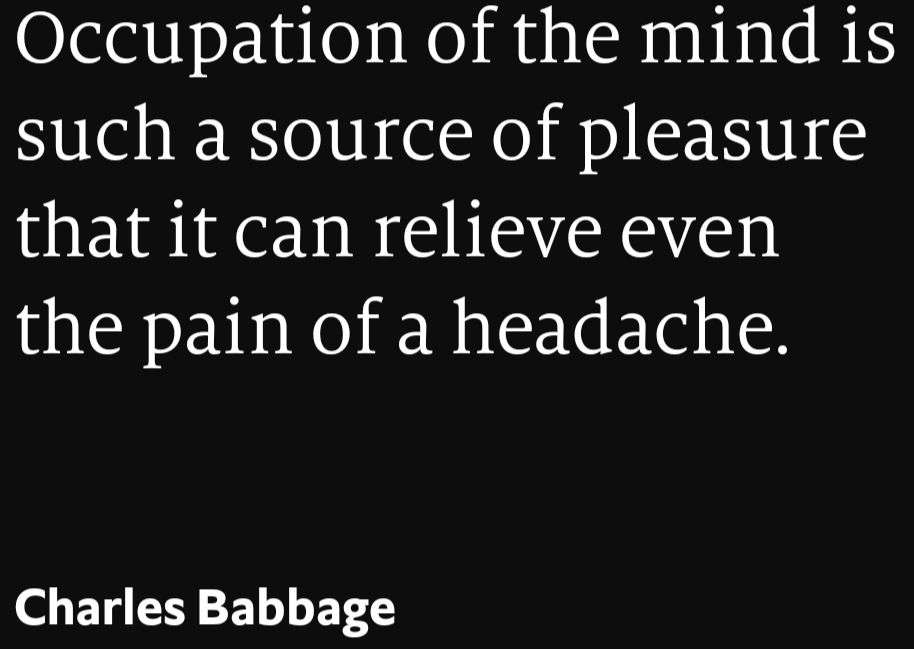 Occupation of the mind is
such a source of pleasure
that it can relieve even
the pain of a headache.
Charles Babbage